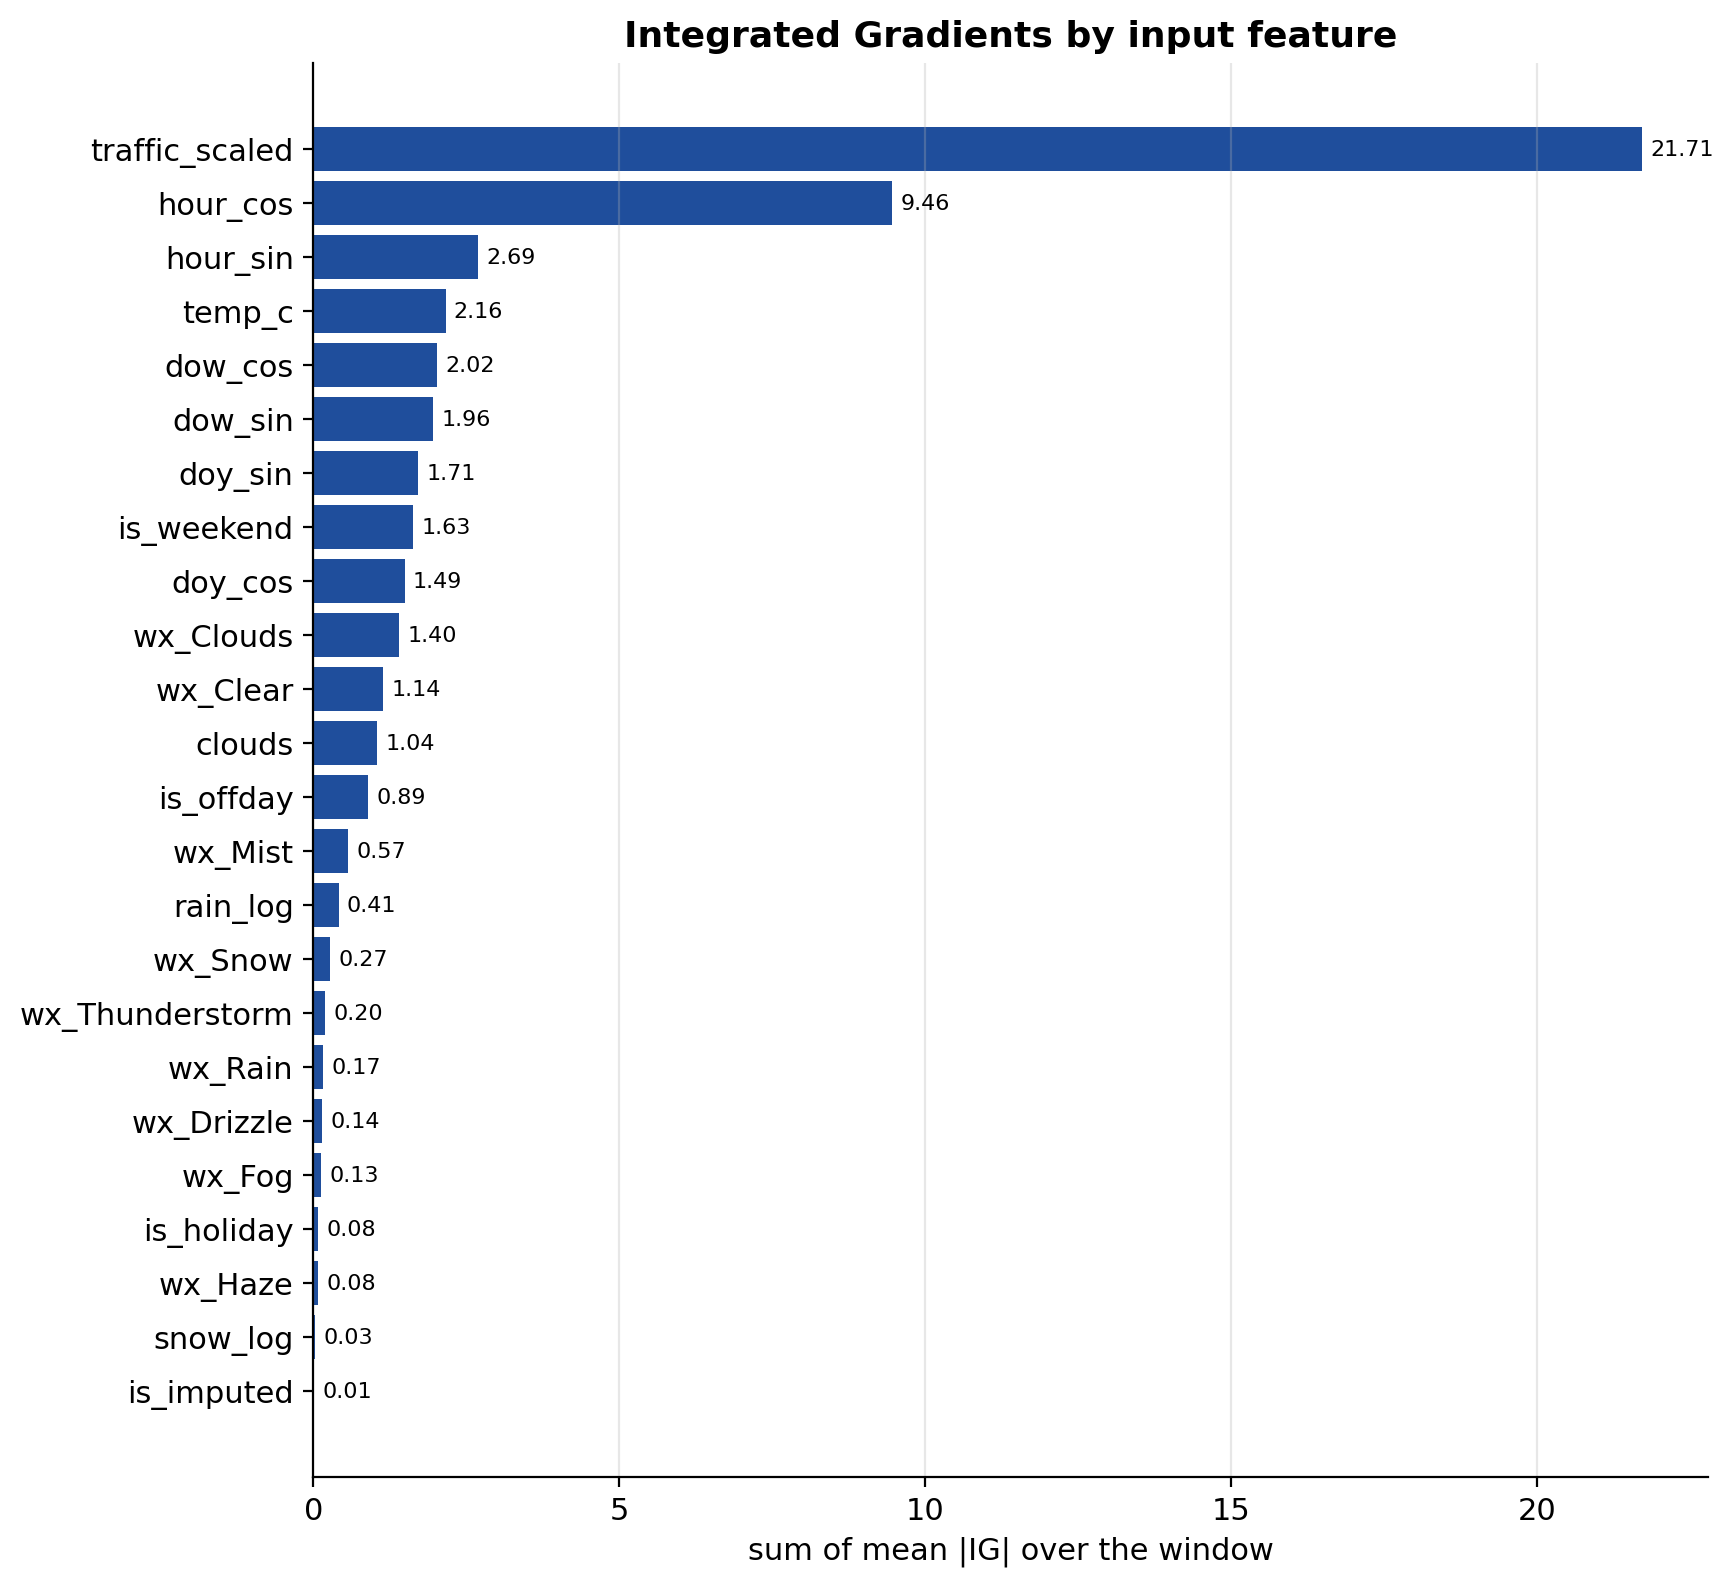 Integrated Gradients by input feature
traffic_scaled 21.71
hour_cos 9.46
hour_sin 2.69
temp_c 2.16
dow_cos 2.02
dow_sin 1.96
doy_sin 1.71
is_weekend 1.63
doy_cos 1.49
wx_Clouds 1.40
wx_Clear 1.14
clouds 1.04
is_offday 0.89
wx_Mist 0.57
rain_log 0.41
wx_Snow 0.27
wx_Thunderstorm 0.20
wx_Rain 0.17
wx_Drizzle 0.14
wx_Fog 0.13
is_holiday 0.08
wx_Haze 0.08
snow_log 0.03
is_imputed 0.01
0 5 10 15 20
sum of mean |IG| over the window